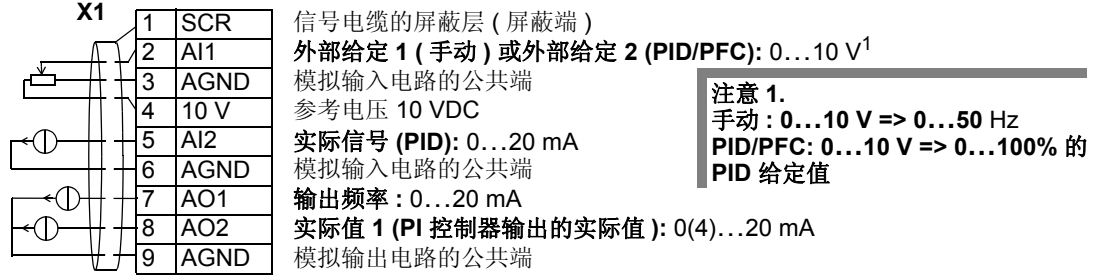 X1
1 SCR 信号电缆的屏蔽层 ( 屏蔽端 )
2 AI1 外部给定 1 ( 手动 ) 或外部给定 2 (PID/PFC): 0…10 V¹
3 AGND 模拟输入电路的公共端
4 10 V 参考电压 10 VDC
5 AI2 实际信号 (PID): 0…20 mA
6 AGND 模拟输入电路的公共端
7 AO1 输出频率 : 0…20 mA
8 AO2 实际值 1 (PI 控制器输出的实际值 ): 0(4)…20 mA
9 AGND 模拟输出电路的公共端
注意 1.
手动 : 0…10 V => 0…50 Hz
PID/PFC: 0…10 V => 0…100% 的
PID 给定值